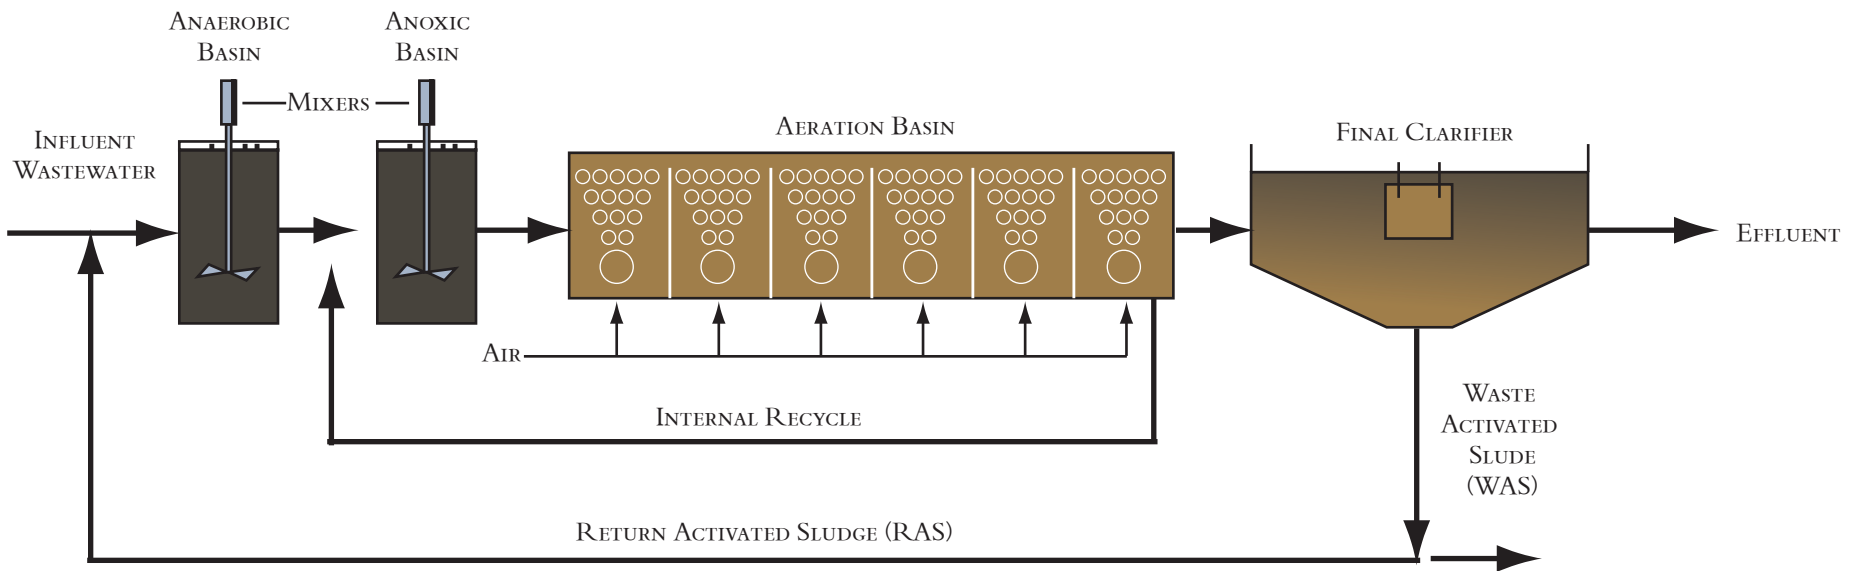 Anaerobic
Basin
Anoxic
Basin
Mixers
Influent
Wastewater
Aeration Basin
Final Clarifier
Effluent
Air
Internal Recycle
Waste
Activated
Slude
(WAS)
Return Activated Sludge (RAS)